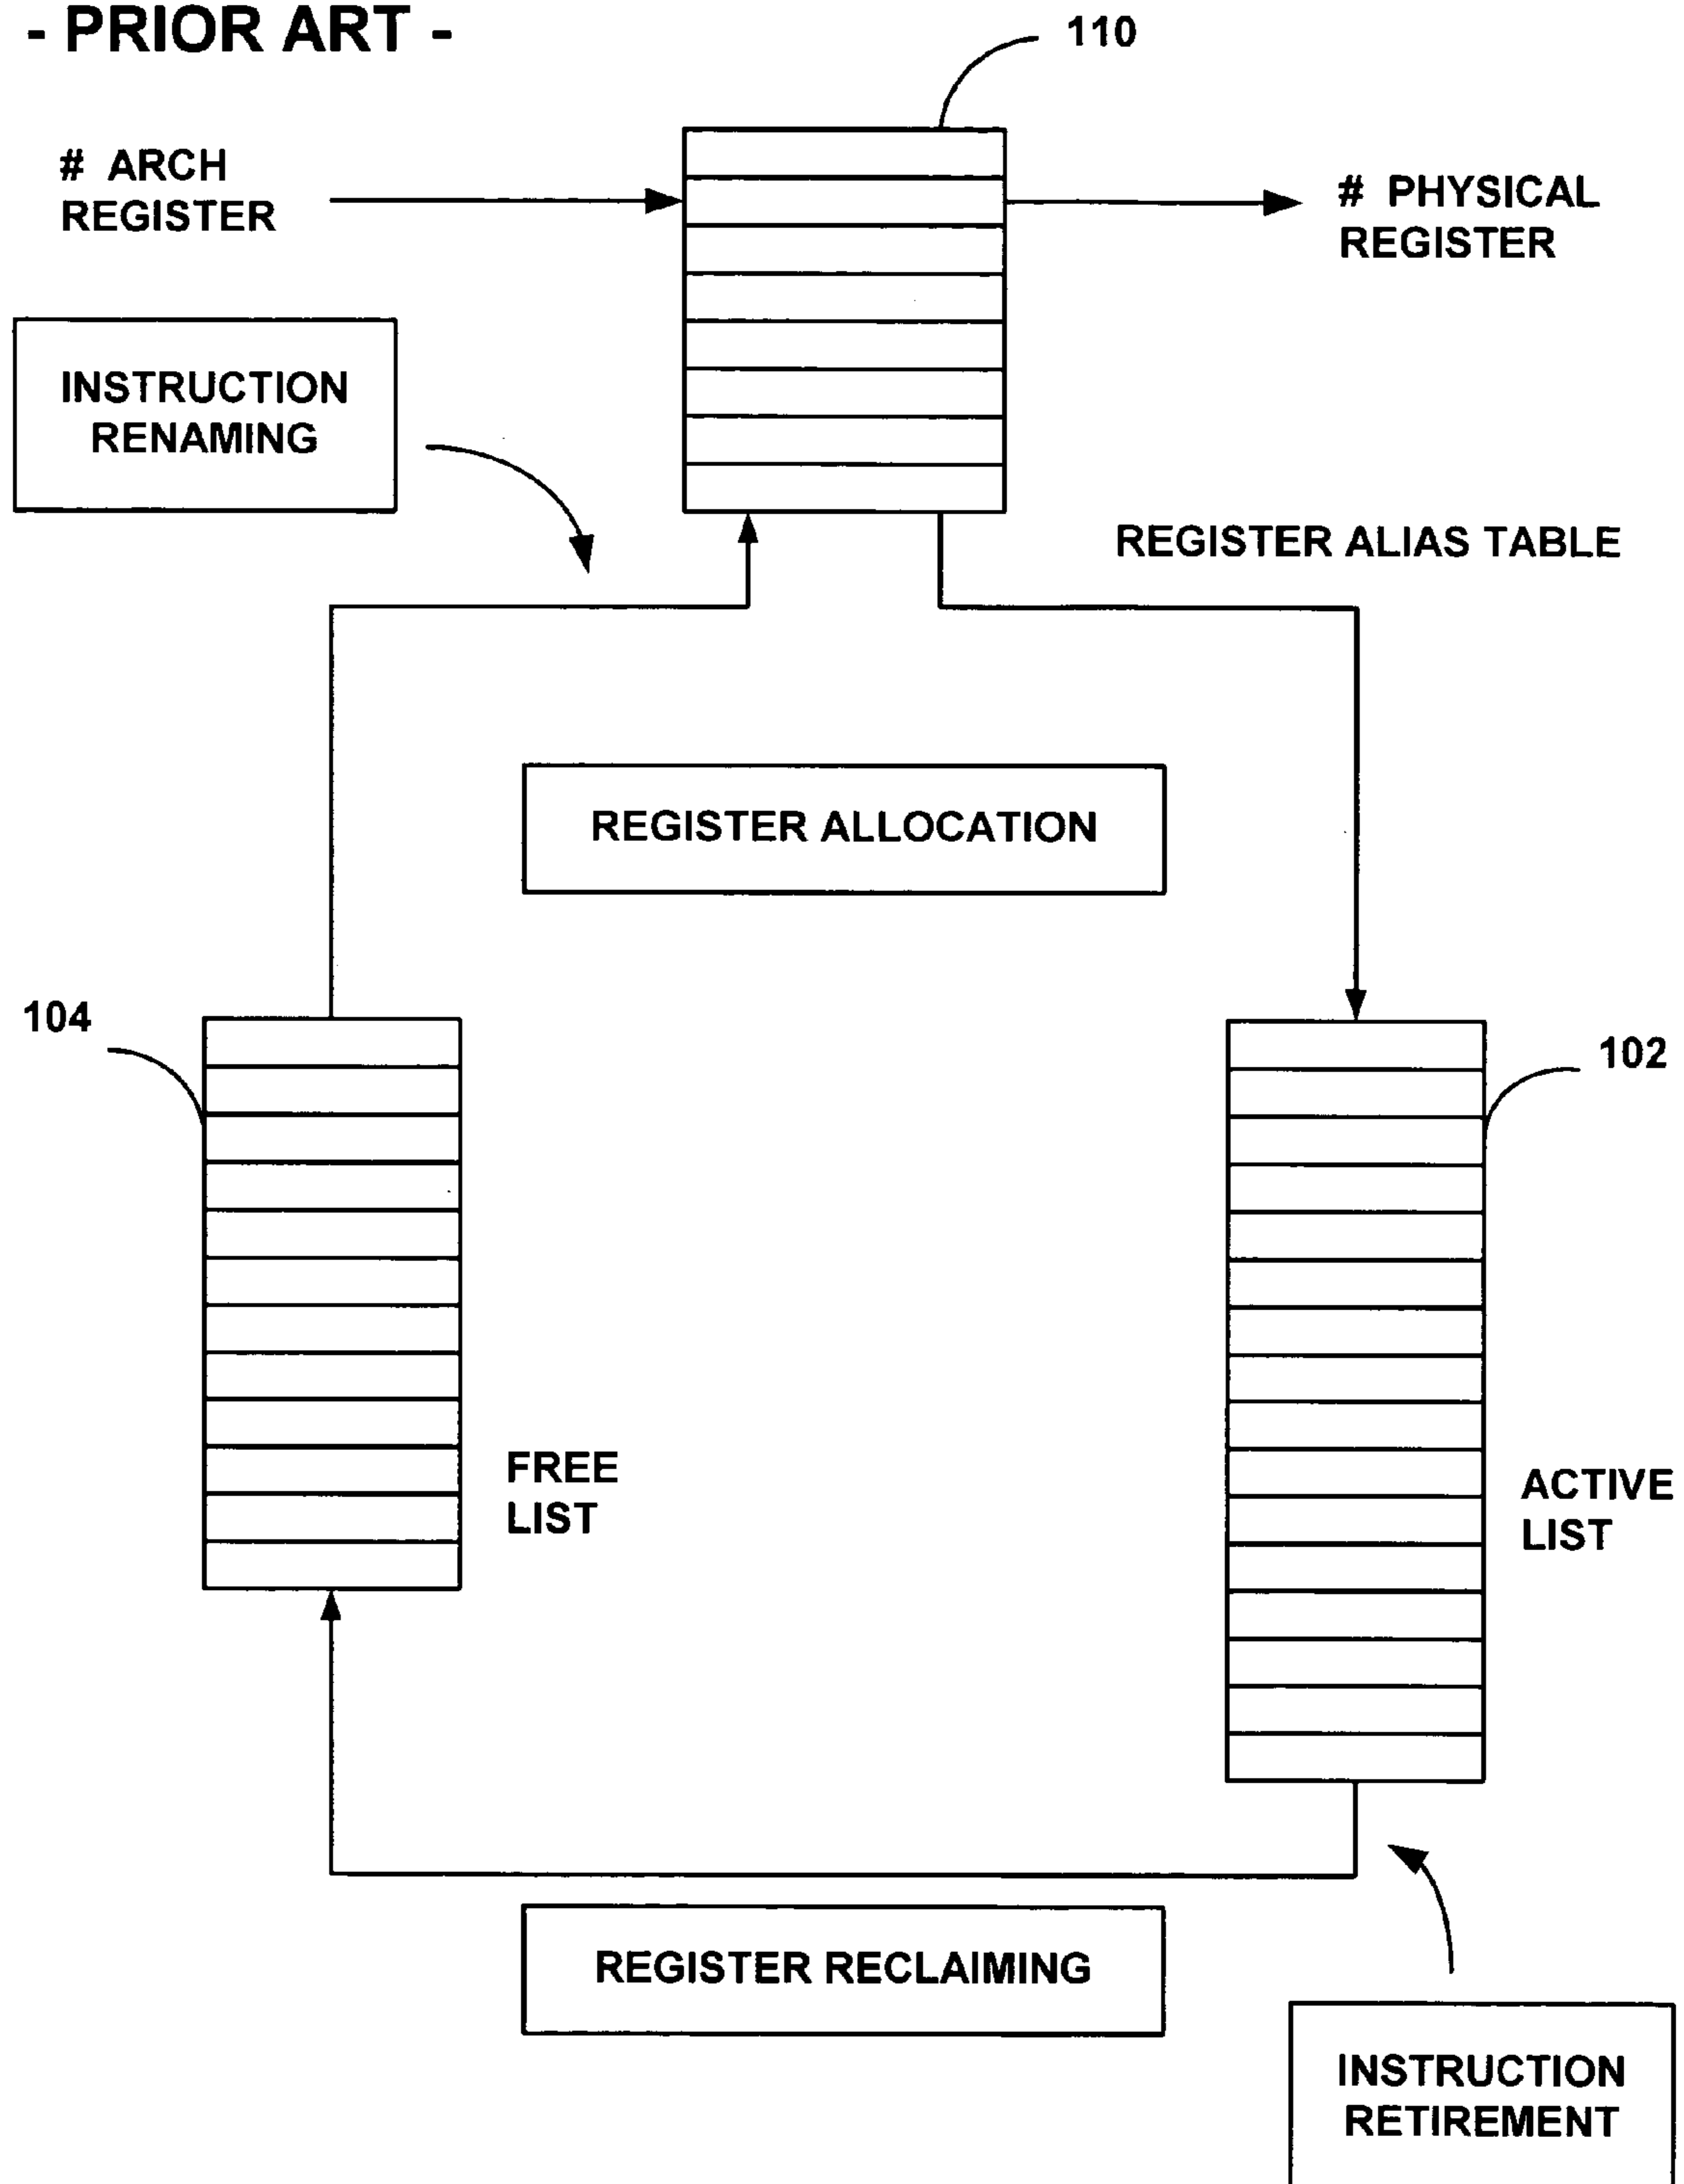 - PRIOR ART -
110
# ARCH
REGISTER
# PHYSICAL
REGISTER
INSTRUCTION
RENAMING
REGISTER ALIAS TABLE
REGISTER ALLOCATION
104
102
FREE
LIST
ACTIVE
LIST
REGISTER RECLAIMING
INSTRUCTION
RETIREMENT